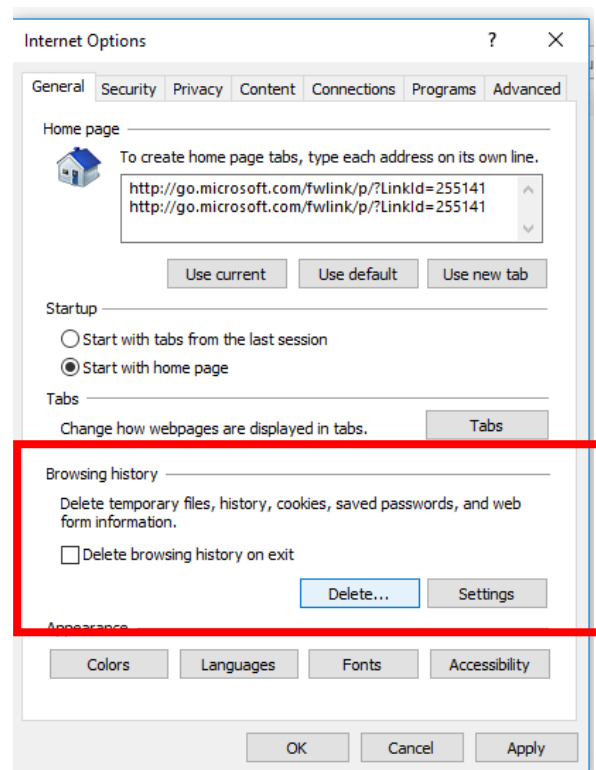 Internet Options ?
General Security Privacy Content Connections Programs Advanced
Home page
To create home page tabs, type each address on its own line.
http://go.microsoft.com/fwlink/p/?LinkId=255141
http://go.microsoft.com/fwlink/p/?LinkId=255141
Use current Use default Use new tab
Startup
Start with tabs from the last session
Start with home page
Tabs
Change how webpages are displayed in tabs. Tabs
Browsing history
Delete temporary files, history, cookies, saved passwords, and web
form information.
Delete browsing history on exit
Delete... Settings
Appearance
Colors Languages Fonts Accessibility
OK Cancel Apply